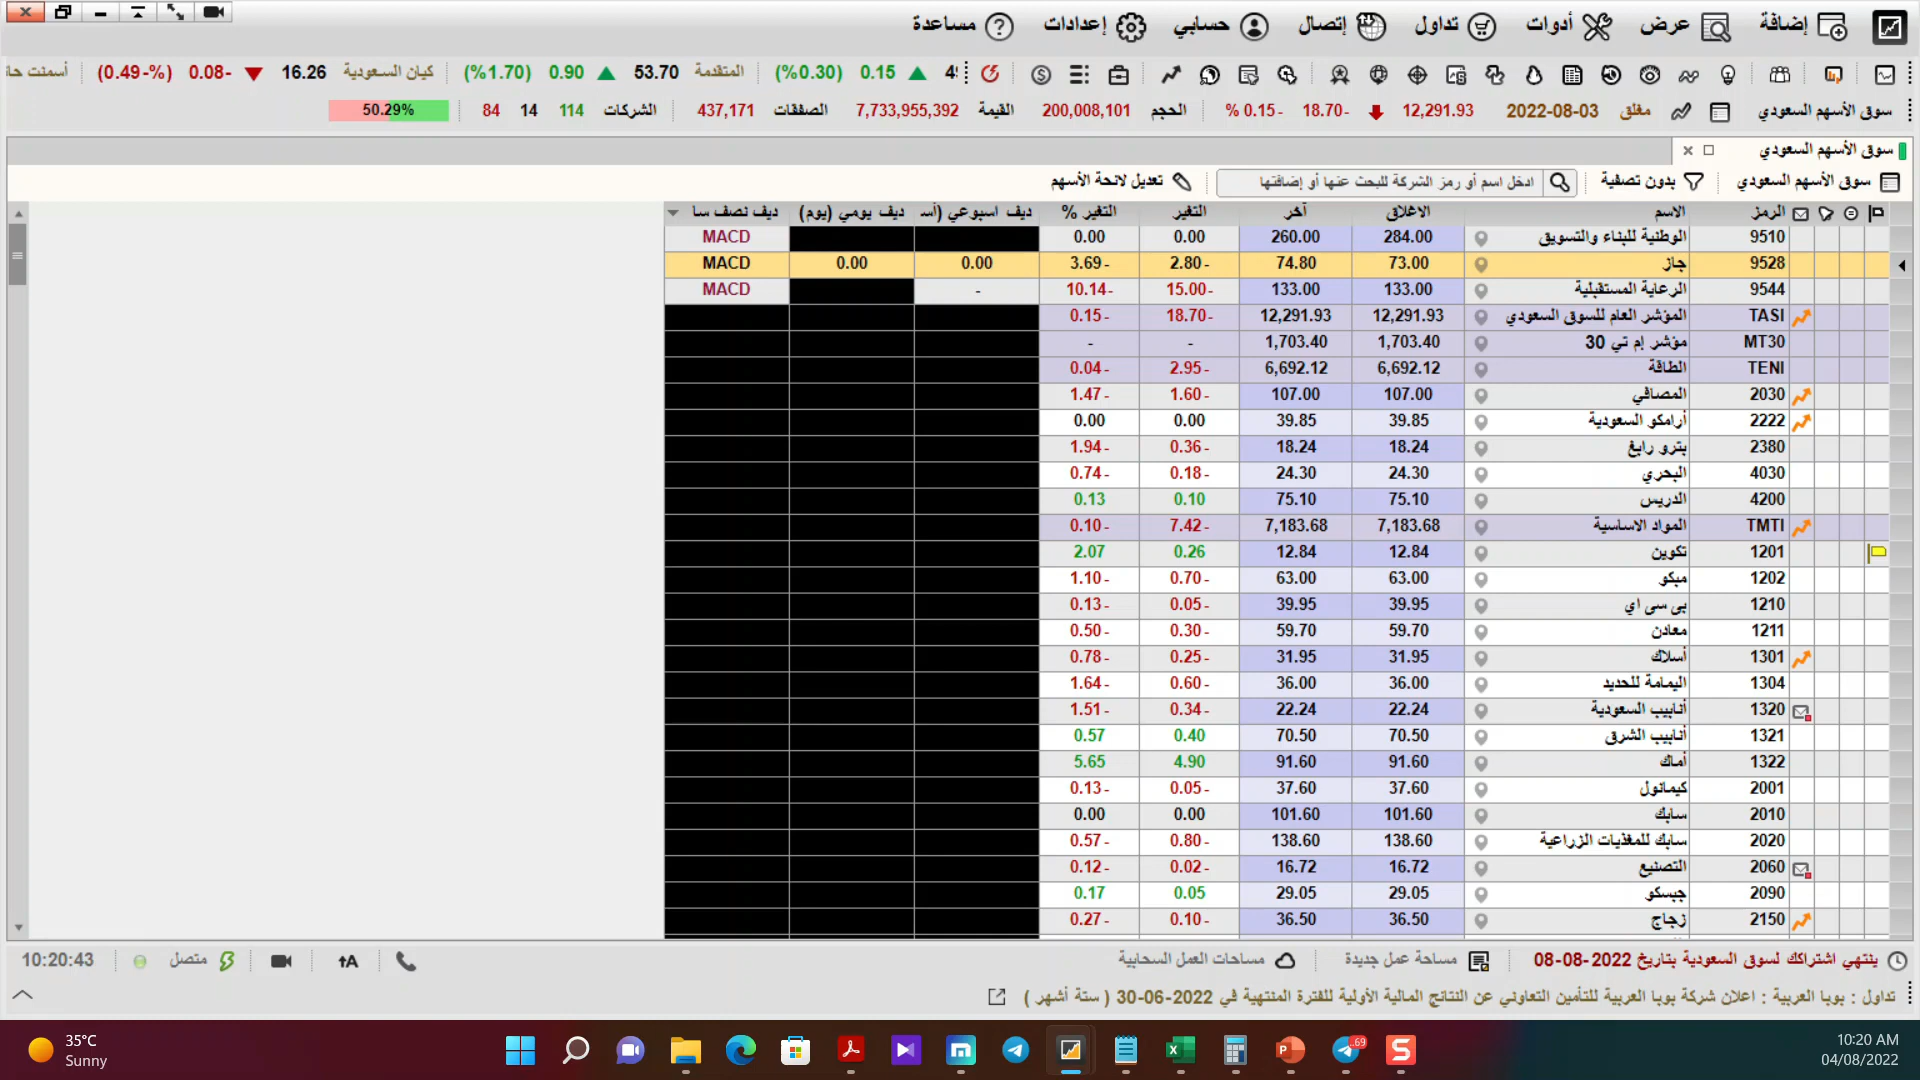 إضافة عرض أدوات تداول إتصال حسابي إعدادات مساعدة
0.15 (%0.30) المتقدمة 53.70 0.90 (%1.70) كيان السعودية 16.26 0.08- (0.49-%) أسمنت
سوق الأسهم السعودي مغلق 2022-08-03 12,291.93 18.70- % 0.15- الحجم 200,008,101 القيمة 7,733,955,392 الصفقات 437,171 الشركات 114 14 84 50.29%
سوق الأسهم السعودي
سوق الأسهم السعودي بدون تصفية ادخل اسم أو رمز الشركة للبحث عنها أو إضافتها تعديل لائحة الأسهم
الرمز الاسم الاغلاق آخر التغير التغير % ديف اسبوعي (أس ديف يومي (يوم) ديف نصف سا
9510 الوطنية للبناء والتسويق 284.00 260.00 0.00 0.00 MACD
9528 جاز 73.00 74.80 2.80- 3.69- 0.00 0.00 MACD
9544 الرعاية المستقبلية 133.00 133.00 15.00- 10.14- - MACD
TASI المؤشر العام للسوق السعودي 12,291.93 12,291.93 18.70- 0.15-
MT30 مؤشر إم تي 30 1,703.40 1,703.40 - -
TENI الطاقة 6,692.12 6,692.12 2.95- 0.04-
2030 المصافي 107.00 107.00 1.60- 1.47-
2222 أرامكو السعودية 39.85 39.85 0.00 0.00
2380 بترو رابغ 18.24 18.24 0.36- 1.94-
4030 البحري 24.30 24.30 0.18- 0.74-
4200 الدريس 75.10 75.10 0.10 0.13
TMTI المواد الاساسية 7,183.68 7,183.68 7.42- 0.10-
1201 تكوين 12.84 12.84 0.26 2.07
1202 مبكو 63.00 63.00 0.70- 1.10-
1210 بي سي اي 39.95 39.95 0.05- 0.13-
1211 معادن 59.70 59.70 0.30- 0.50-
1301 أسلاك 31.95 31.95 0.25- 0.78-
1304 اليمامة للحديد 36.00 36.00 0.60- 1.64-
1320 أنابيب السعودية 22.24 22.24 0.34- 1.51-
1321 أنابيب الشرق 70.50 70.50 0.40 0.57
1322 أماك 91.60 91.60 4.90 5.65
2001 كيمانول 37.60 37.60 0.05- 0.13-
2010 سابك 101.60 101.60 0.00 0.00
2020 سابك للمغذيات الزراعية 138.60 138.60 0.80- 0.57-
2060 التصنيع 16.72 16.72 0.02- 0.12-
2090 جبسكو 29.05 29.05 0.05 0.17
2150 زجاج 36.50 36.50 0.10- 0.27-
ينتهي اشتراكك لسوق السعودية بتاريخ 2022-08-08 مساحة عمل جديدة مساحات العمل السحابية متصل 10:20:43
تداول : بوبا العربية : اعلان شركة بوبا العربية للتأمين التعاوني عن النتائج المالية الأولية للفترة المنتهية في 2022-06-30 ( ستة أشهر )
35°C
Sunny
69
10:20 AM
04/08/2022